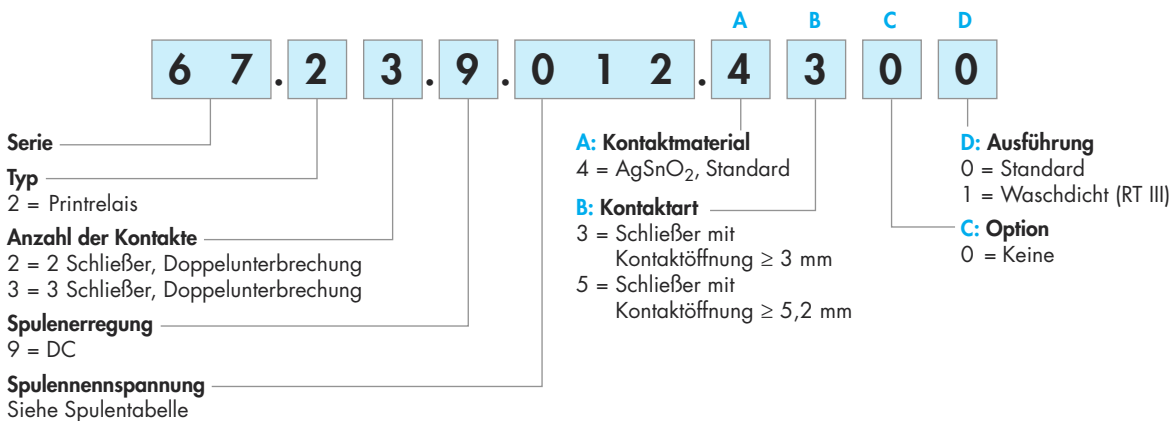 A B C D
6 7 . 2 3 . 9 . 0 1 2 . 4 3 0 0
Serie
Typ
2 = Printrelais
Anzahl der Kontakte
2 = 2 Schließer, Doppelunterbrechung
3 = 3 Schließer, Doppelunterbrechung
Spulenerregung
9 = DC
Spulennennspannung
Siehe Spulentabelle
A: Kontaktmaterial
4 = AgSnO₂, Standard
B: Kontaktart
3 = Schließer mit
Kontaktöffnung ≥ 3 mm
5 = Schließer mit
Kontaktöffnung ≥ 5,2 mm
D: Ausführung
0 = Standard
1 = Waschdicht (RT III)
C: Option
0 = Keine